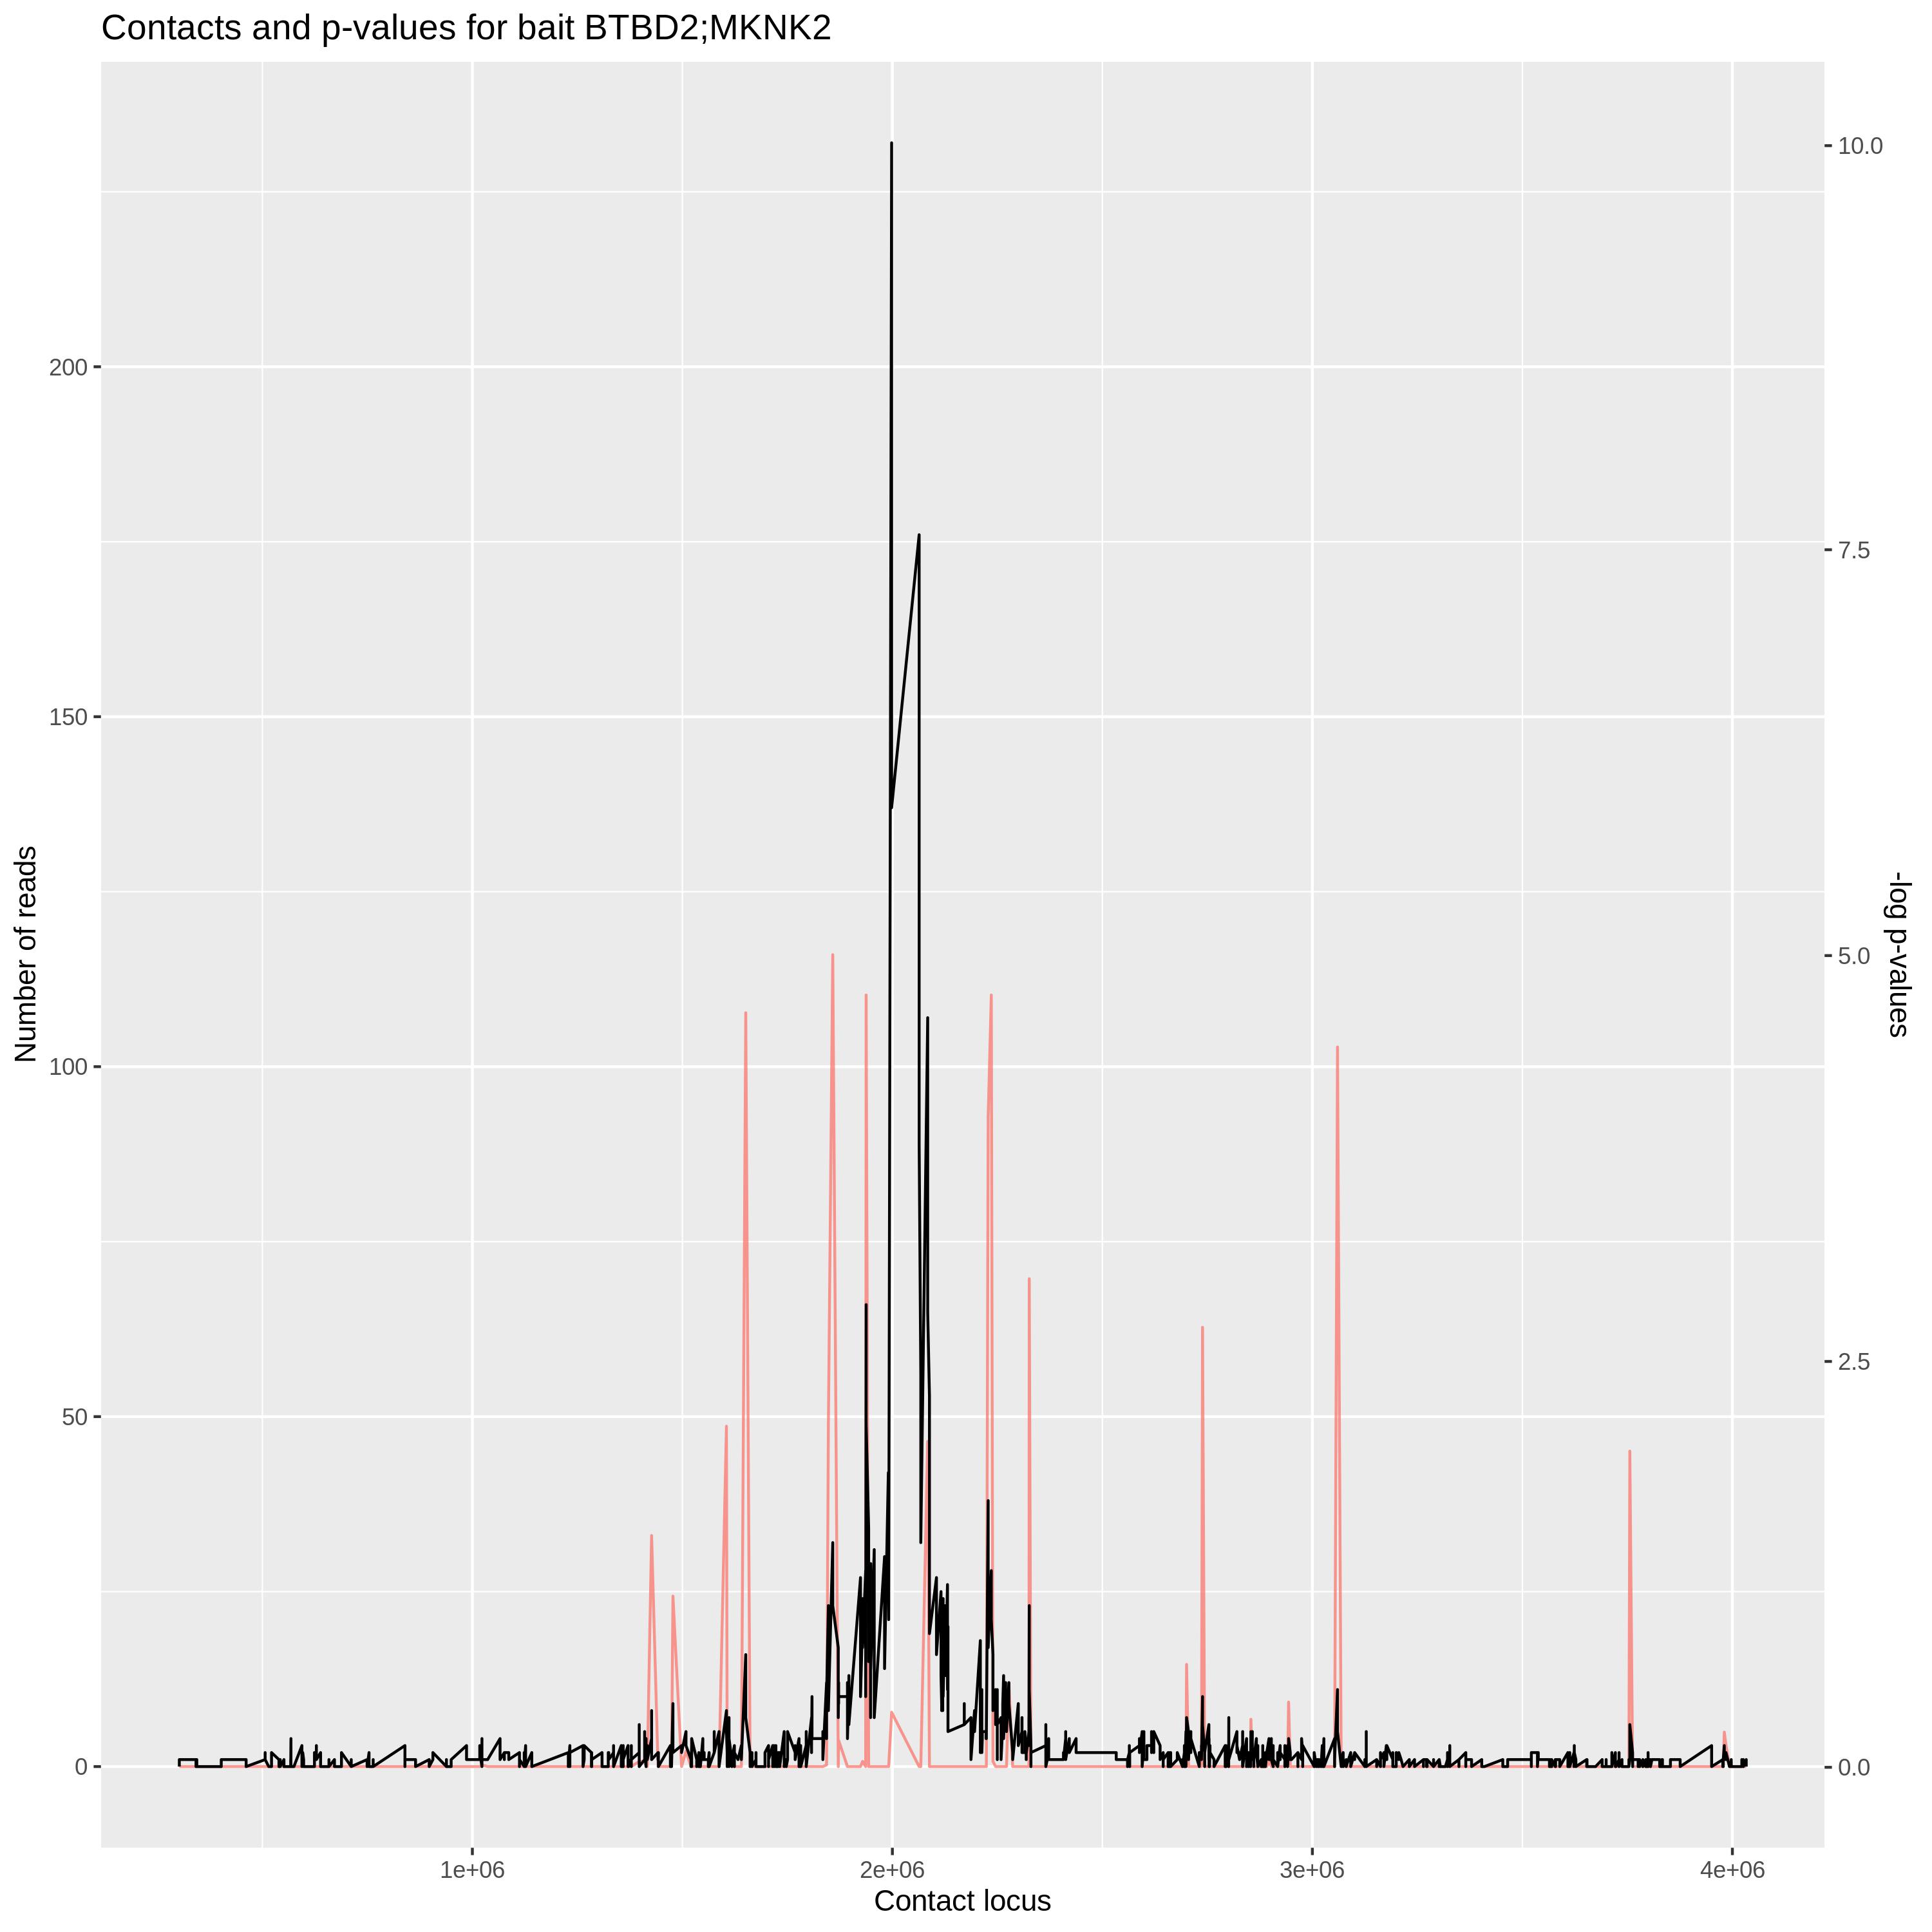 Contacts and p-values for bait BTBD2;MKNK2
Number of reads
200
150
100
50
0
10.0
7.5
5.0
2.5
0.0
-log p-values
1e+06
2e+06
3e+06
4e+06
Contact locus